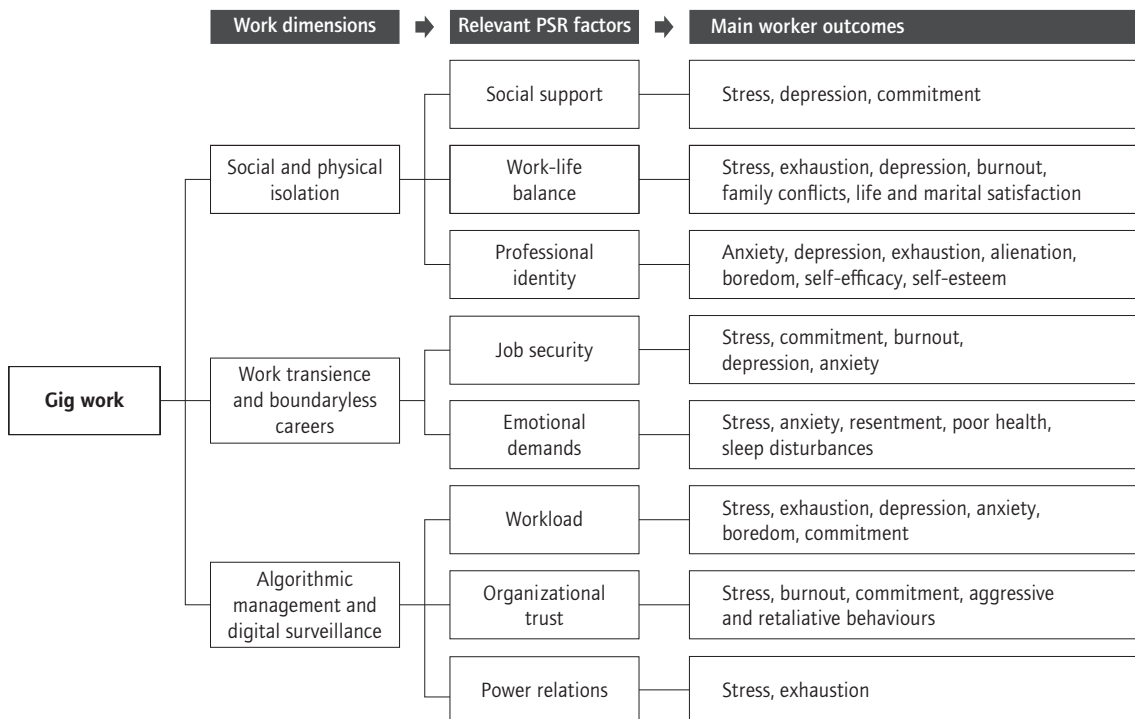 Work dimensions
Relevant PSR factors
Main worker outcomes
Social support
Stress, depression, commitment
Social and physical
isolation
Work-life
balance
Stress, exhaustion, depression, burnout,
family conflicts, life and marital satisfaction
Professional
identity
Anxiety, depression, exhaustion, alienation,
boredom, self-efficacy, self-esteem
Gig work
Work transience
and boundaryless
careers
Job security
Stress, commitment, burnout,
depression, anxiety
Emotional
demands
Stress, anxiety, resentment, poor health,
sleep disturbances
Algorithmic
management and
digital surveillance
Workload
Stress, exhaustion, depression, anxiety,
boredom, commitment
Organizational
trust
Stress, burnout, commitment, aggressive
and retaliative behaviours
Power relations
Stress, exhaustion